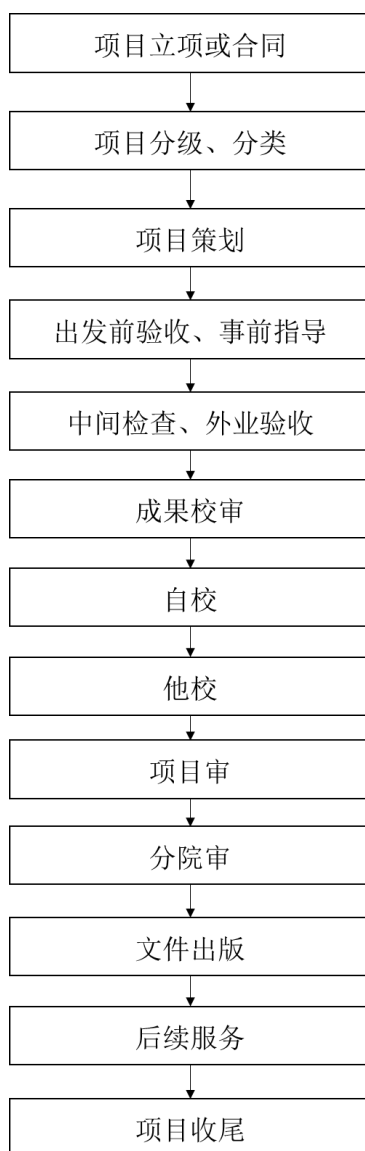 项目立项或合同
项目分级、分类
项目策划
出发前验收、事前指导
中间检查、外业验收
成果校审
自校
他校
项目审
分院审
文件出版
后续服务
项目收尾